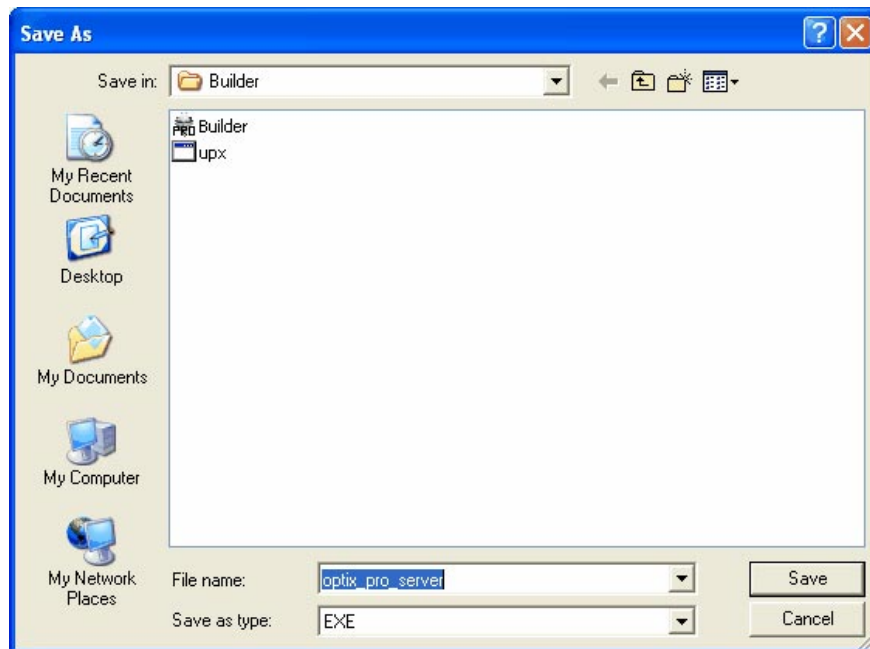 Save As
Save in:
Builder
Builder
upx
My Recent
Documents
Desktop
My Documents
My Computer
My Network
Places
File name:
optix_pro_server
Save
Save as type:
EXE
Cancel